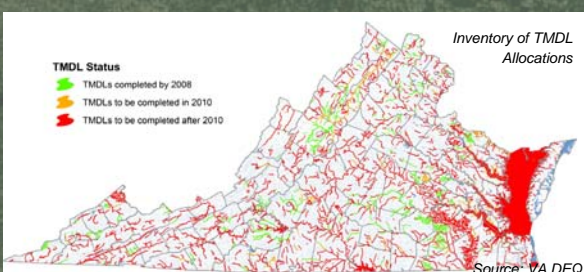 Inventory of TMDL
Allocations
TMDL Status
TMDLs completed by 2008
TMDLs to be completed in 2010
TMDLs to be completed after 2010
Source: VA DEQ